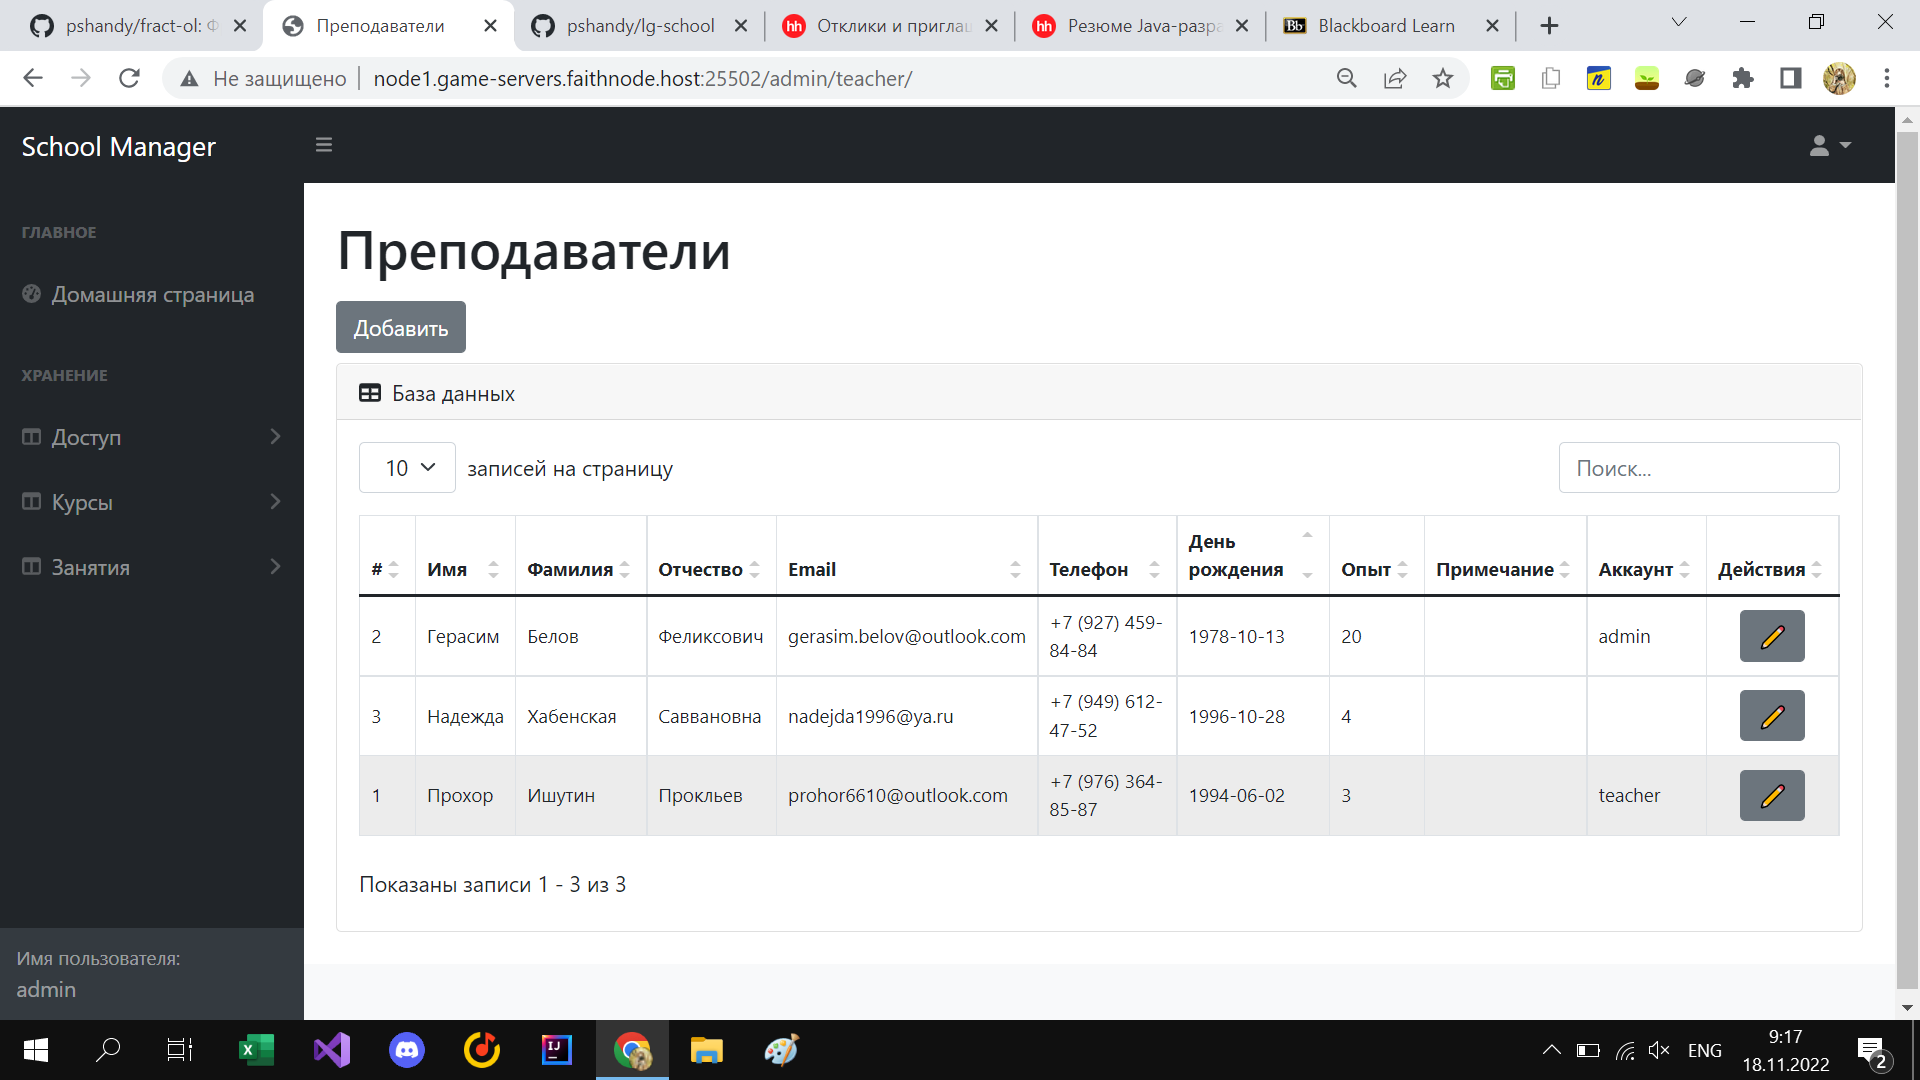 pshandy/fract-ol: Ф
Преподаватели
pshandy/lg-school
Отклики и приглаш
Резюме Java-разра
Blackboard Learn
Не защищено
node1.game-servers.faithnode.host:25502/admin/teacher/
School Manager
ГЛАВНОЕ
Домашняя страница
ХРАНЕНИЕ
Доступ
Курсы
Занятия
Имя пользователя:
admin
Преподаватели
Добавить
База данных
10 записей на страницу
Поиск...
# Имя Фамилия Отчество Email Телефон День рождения Опыт Примечание Аккаунт Действия
2 Герасим Белов Феликсович gerasim.belov@outlook.com +7 (927) 459-84-84 1978-10-13 20 admin
3 Надежда Хабенская Саввановна nadejda1996@ya.ru +7 (949) 612-47-52 1996-10-28 4
1 Прохор Ишутин Прокльев prohor6610@outlook.com +7 (976) 364-85-87 1994-06-02 3 teacher
Показаны записи 1 - 3 из 3
ENG
9:17
18.11.2022
2